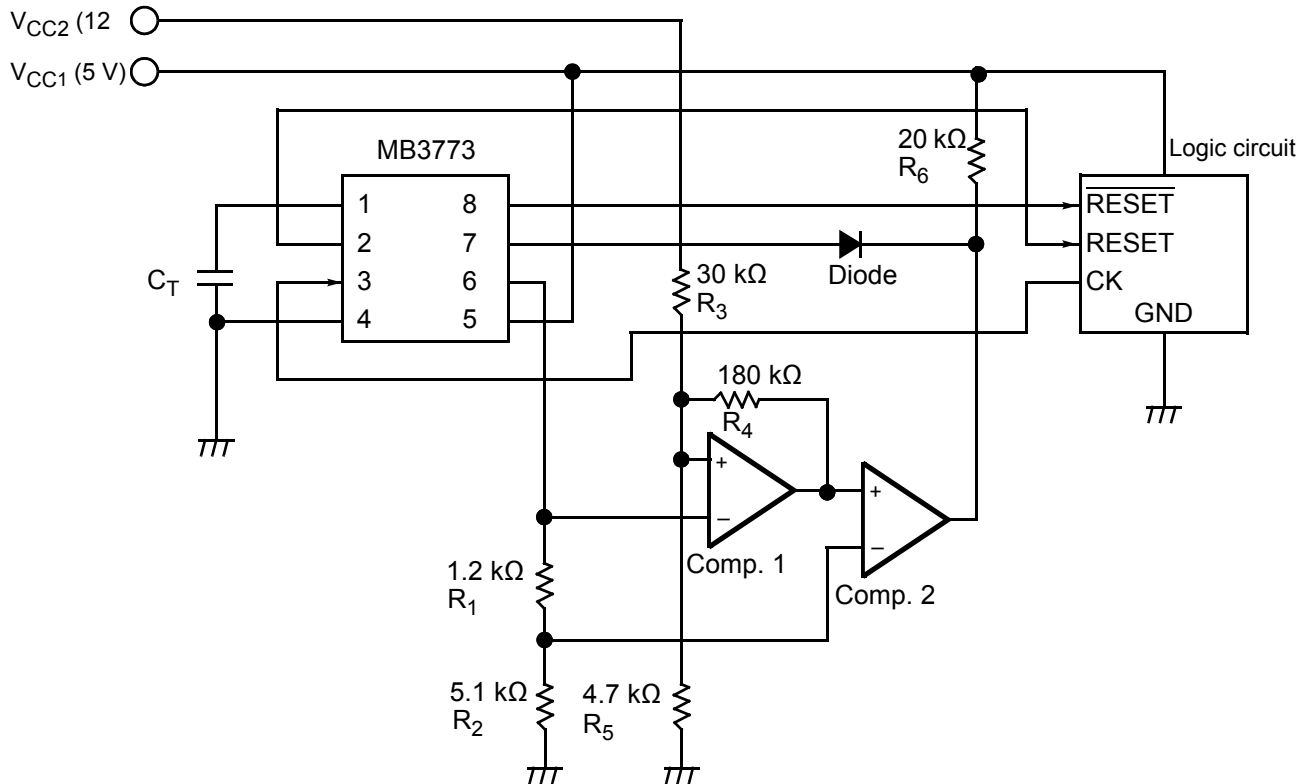 VCC2 (12
VCC1 (5 V)
MB3773
20 kΩ
R6
Logic circuit
1 8
2 7
3 6
4 5
RESET
RESET
CK
GND
CT
Diode
30 kΩ
R3
180 kΩ
R4
+
−
Comp. 1
+
−
Comp. 2
1.2 kΩ
R1
5.1 kΩ
R2
4.7 kΩ
R5